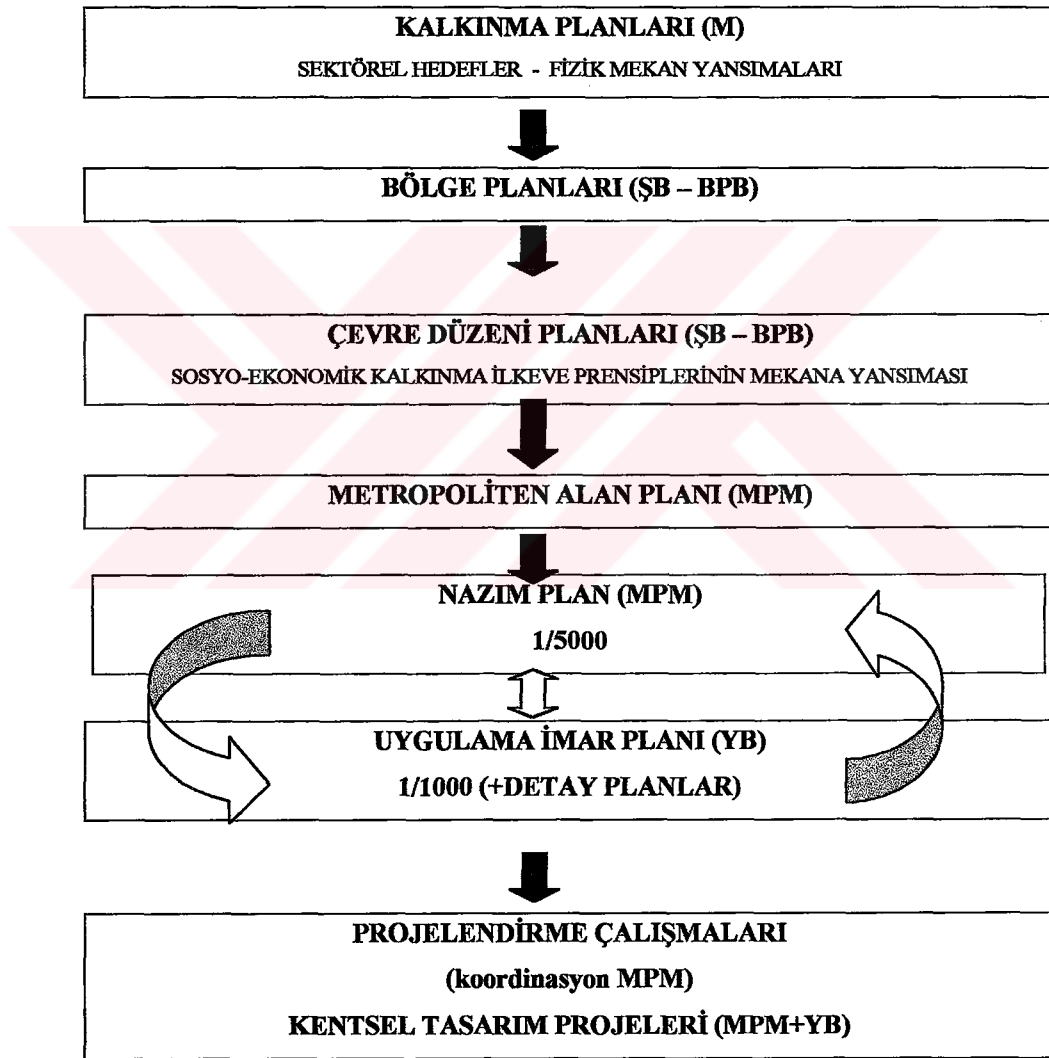 KALKINMA PLANLARI (M)
SEKTÖREL HEDEFLER - FİZİK MEKAN YANSIMALARI
BÖLGE PLANLARI (ŞB – BPB)
ÇEVRE DÜZENİ PLANLARI (ŞB – BPB)
SOSYO-EKONOMİK KALKINMA İLKEVE PRENSİPLERİNİN MEKANA YANSIMASI
METROPOLİTEN ALAN PLANI (MPM)
NAZIM PLAN (MPM)
1/5000
UYGULAMA İMAR PLANI (YB)
1/1000 (+DETAY PLANLAR)
PROJELENDİRME ÇALIŞMALARI
(koordinasyon MPM)
KENTSEL TASARIM PROJELERİ (MPM+YB)